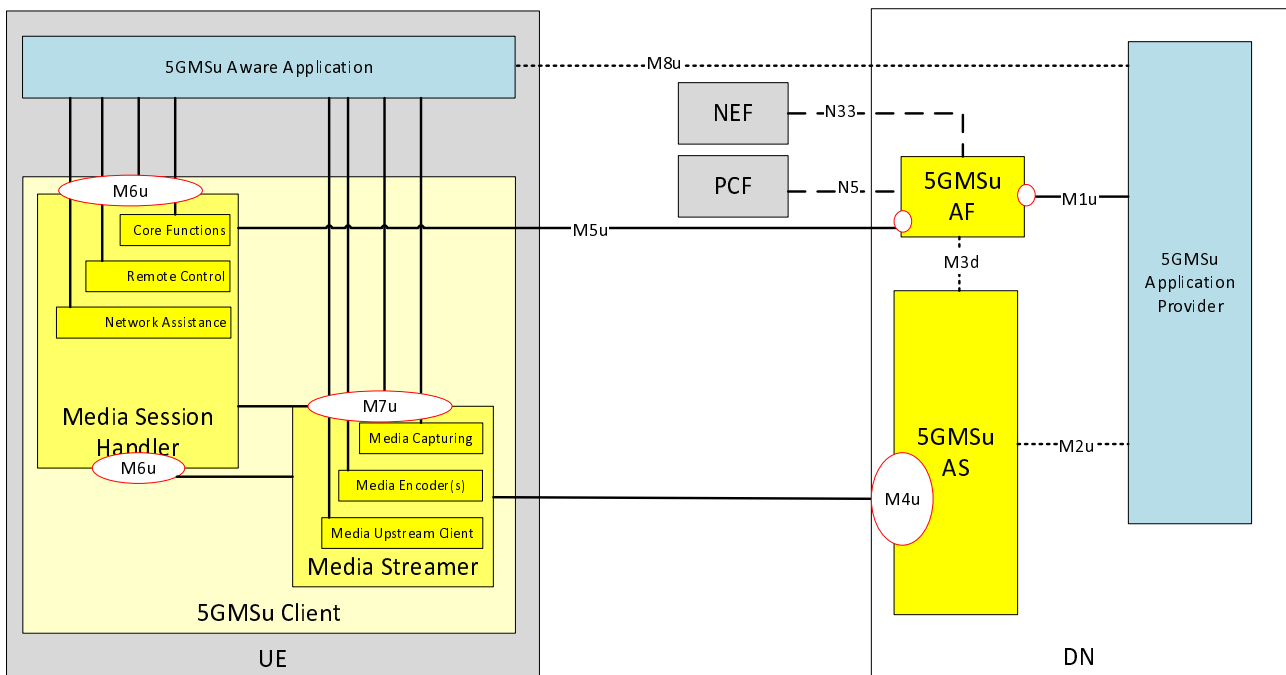 5GMSu Aware Application
M8u
NEF
N33
PCF
N5
5GMSu
AF
M1u
M6u
Core Functions
M5u
Remote Control
M3d
Network Assistance
5GMSu
Application
Provider
Media Session
Handler
M6u
M7u
Media Capturing
Media Encoder(s)
Media Upstream Client
Media Streamer
5GMSu
AS
M2u
M4u
5GMSu Client
UE
DN